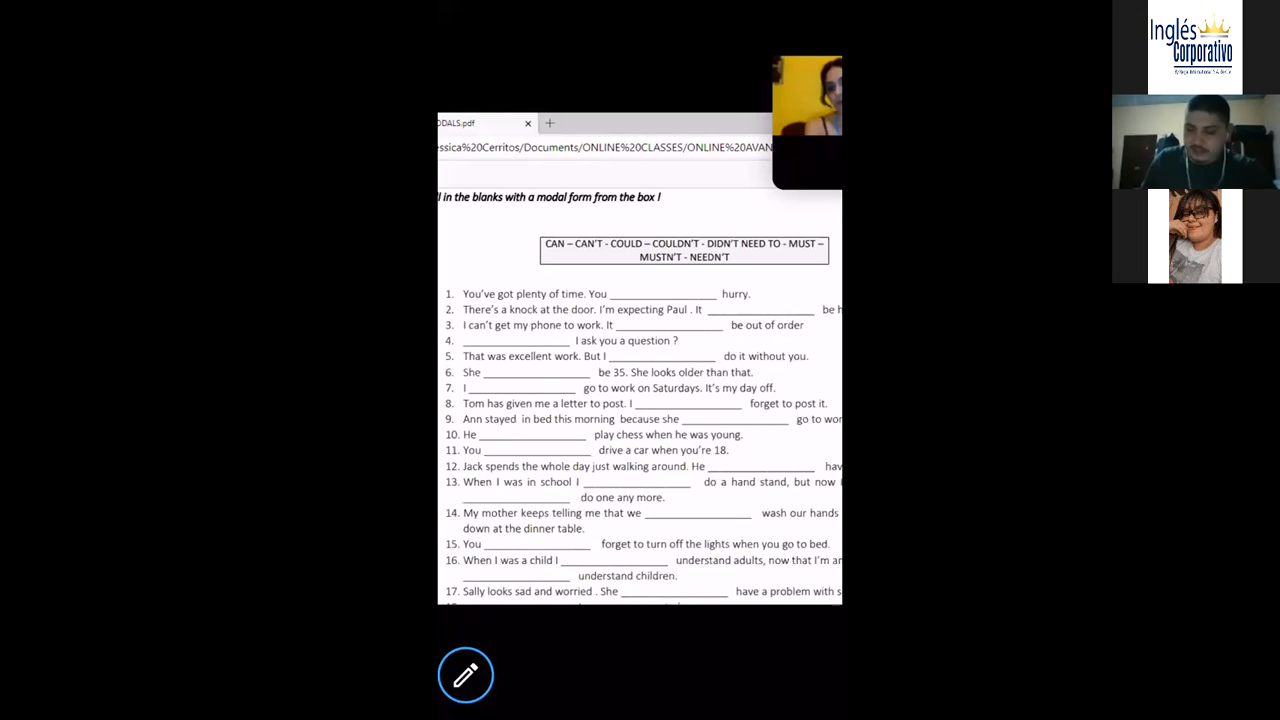 Inglés
Corporativo
ODALS.pdf
essica%20Cerritos/Documents/ONLINE%20CLASSES/ONLINE%20AVAN
ll in the blanks with a modal form from the box !
CAN – CAN'T - COULD – COULDN'T - DIDN'T NEED TO - MUST –
MUSTN'T - NEEDN'T
1. You've got plenty of time. You ________________ hurry.
2. There's a knock at the door. I'm expecting Paul . It ________________ be h
3. I can't get my phone to work. It ________________ be out of order
4. ________________ I ask you a question ?
5. That was excellent work. But I ________________ do it without you.
6. She ________________ be 35. She looks older than that.
7. I ________________ go to work on Saturdays. It's my day off.
8. Tom has given me a letter to post. I ________________ forget to post it.
9. Ann stayed in bed this morning because she ________________ go to wor
10. He ________________ play chess when he was young.
11. You ________________ drive a car when you're 18.
12. Jack spends the whole day just walking around. He ________________ hav
13. When I was in school I ________________ do a hand stand, but now I
________________ do one any more.
14. My mother keeps telling me that we ________________ wash our hands
down at the dinner table.
15. You ________________ forget to turn off the lights when you go to bed.
16. When I was a child I ________________ understand adults, now that I'm ar
________________ understand children.
17. Sally looks sad and worried . She ________________ have a problem with s